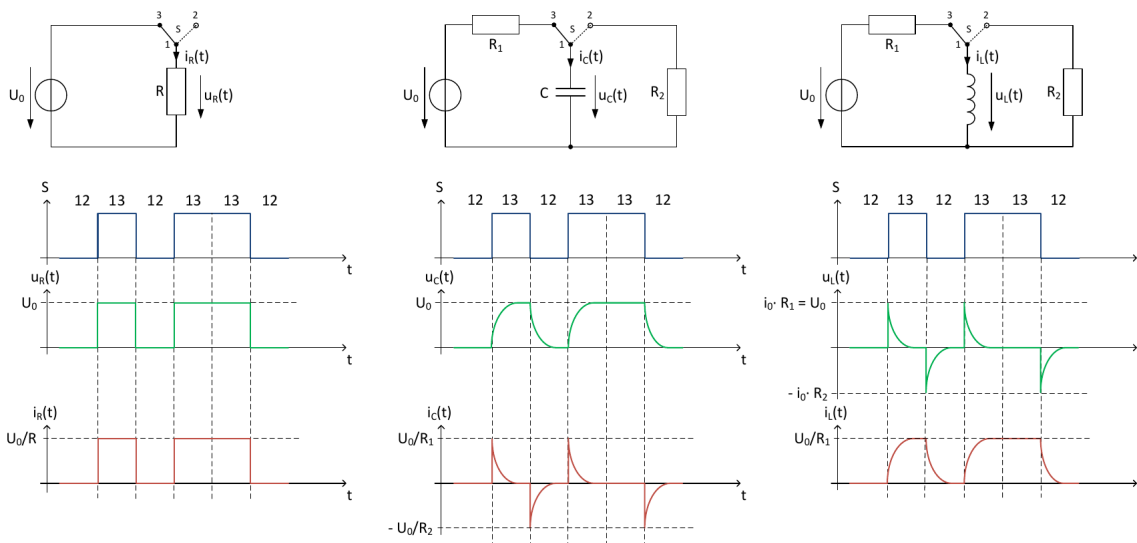 3 2
S
1
i_R(t)
R
U_0
u_R(t)
S
12 13 12 13 13 12
t
u_R(t)
U_0
t
i_R(t)
U_0/R
t
3 2
S
R_1
1
i_C(t)
U_0
C
u_C(t)
R_2
S
12 13 12 13 13 12
t
u_C(t)
U_0
t
i_C(t)
U_0/R_1
t
- U_0/R_2
3 2
S
R_1
1
i_L(t)
U_0
u_L(t)
R_2
S
12 13 12 13 13 12
t
u_L(t)
i_0· R_1 = U_0
t
- i_0· R_2
i_L(t)
U_0/R_1
t